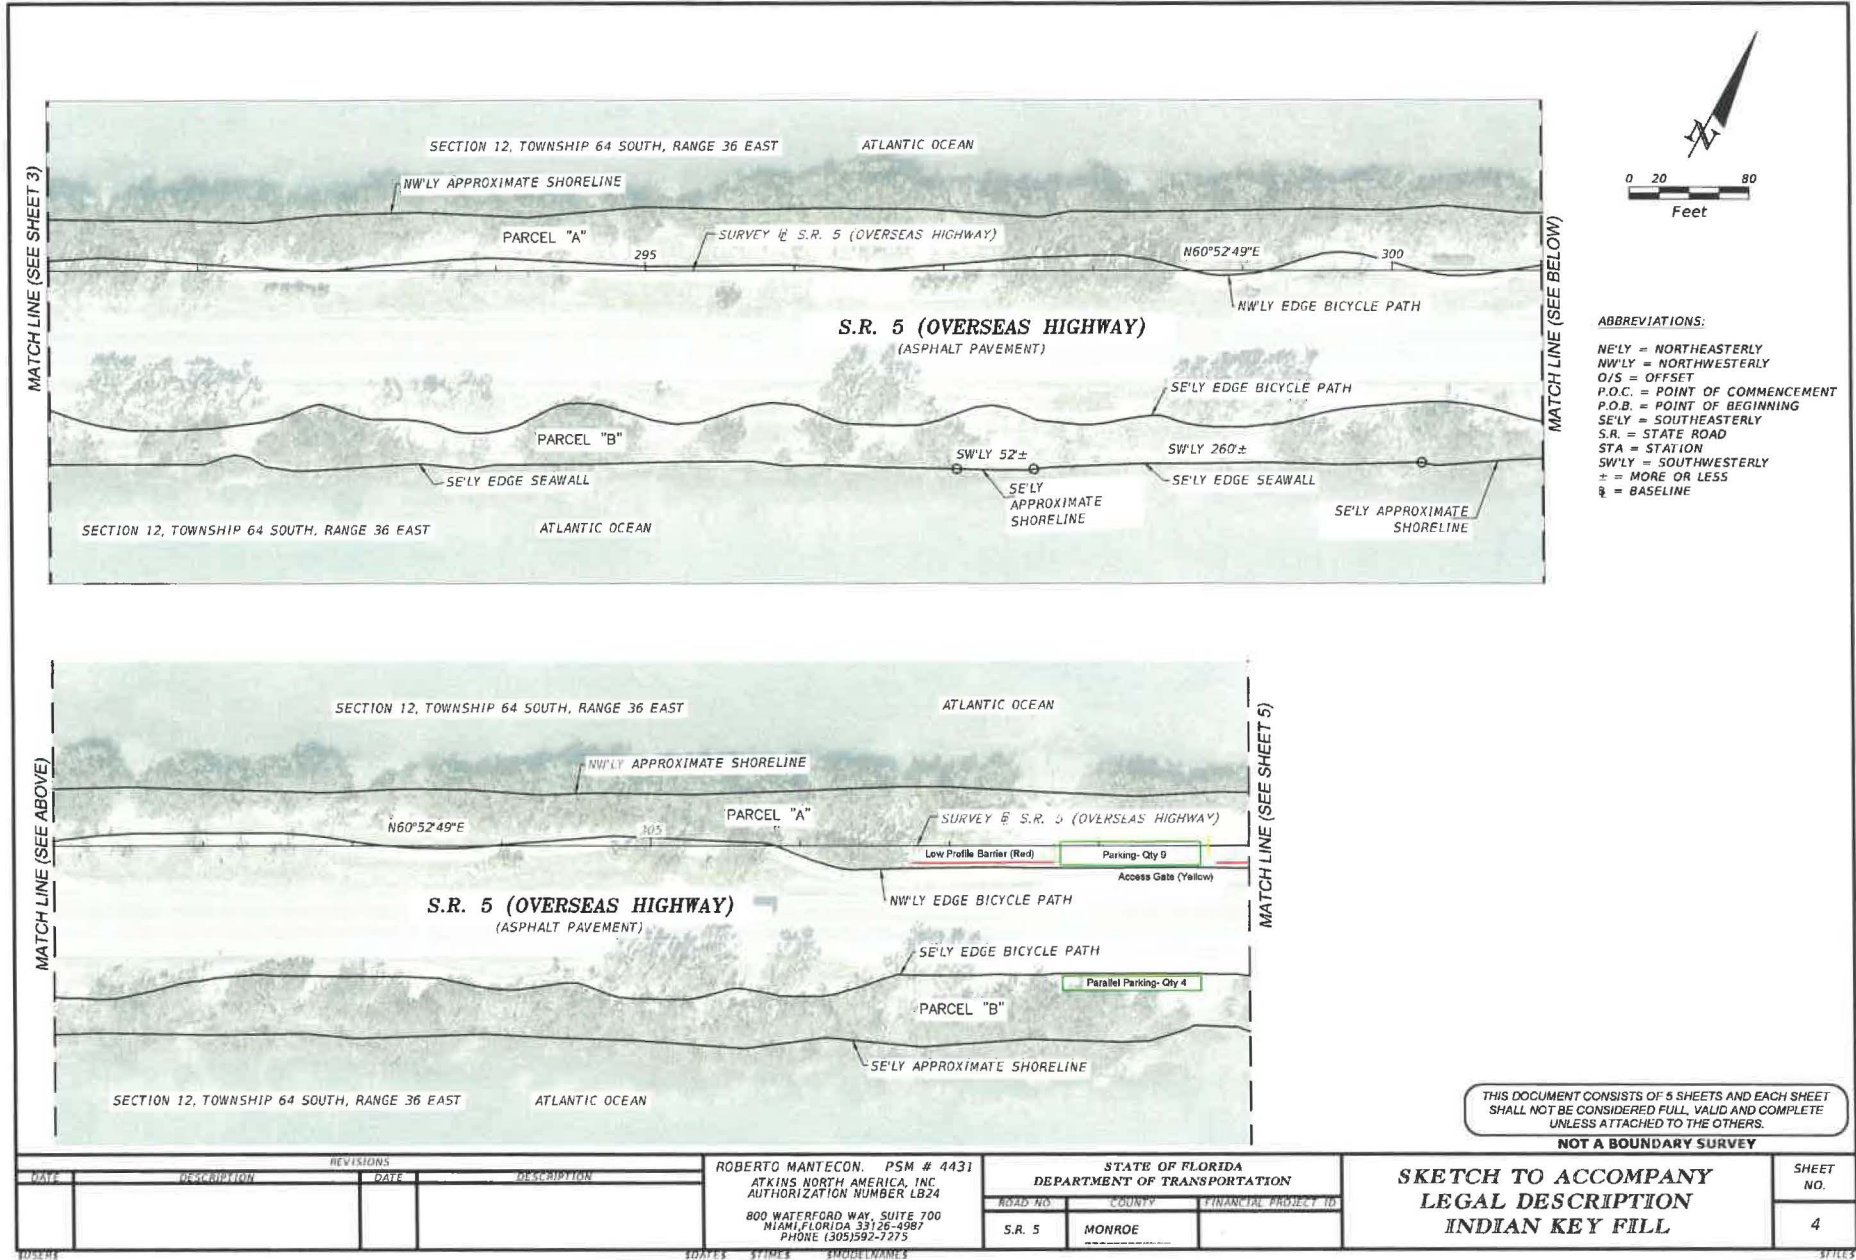 SECTION 12, TOWNSHIP 64 SOUTH, RANGE 36 EAST
ATLANTIC OCEAN
NW'LY APPROXIMATE SHORELINE
PARCEL "A"
SURVEY ℄ S.R. 5 (OVERSEAS HIGHWAY)
295
N60°52'49"E
300
NW'LY EDGE BICYCLE PATH
S.R. 5 (OVERSEAS HIGHWAY)
(ASPHALT PAVEMENT)
SE'LY EDGE BICYCLE PATH
PARCEL "B"
SW'LY 52'±
SW'LY 260'±
SE'LY EDGE SEAWALL
SE'LY
APPROXIMATE
SHORELINE
SE'LY EDGE SEAWALL
SE'LY APPROXIMATE
SHORELINE
SECTION 12, TOWNSHIP 64 SOUTH, RANGE 36 EAST
ATLANTIC OCEAN
MATCH LINE (SEE SHEET 3)
MATCH LINE (SEE BELOW)
N
0 20 80
Feet
ABBREVIATIONS:
NE'LY = NORTHEASTERLY
NW'LY = NORTHWESTERLY
O/S = OFFSET
P.O.C. = POINT OF COMMENCEMENT
P.O.B. = POINT OF BEGINNING
SE'LY = SOUTHEASTERLY
S.R. = STATE ROAD
STA = STATION
SW'LY = SOUTHWESTERLY
± = MORE OR LESS
= BASELINE
SECTION 12, TOWNSHIP 64 SOUTH, RANGE 36 EAST
ATLANTIC OCEAN
NW'LY APPROXIMATE SHORELINE
PARCEL "A"
N60°52'49"E
305
SURVEY S.R. 5 (OVERSEAS HIGHWAY)
Low Profile Barrier (Red)
Parking- Qty 9
Access Gate (Yellow)
NW'LY EDGE BICYCLE PATH
S.R. 5 (OVERSEAS HIGHWAY)
(ASPHALT PAVEMENT)
SE'LY EDGE BICYCLE PATH
Parallel Parking- Qty 4
PARCEL "B"
SE'LY APPROXIMATE SHORELINE
SECTION 12, TOWNSHIP 64 SOUTH, RANGE 36 EAST
ATLANTIC OCEAN
MATCH LINE (SEE ABOVE)
MATCH LINE (SEE SHEET 5)
THIS DOCUMENT CONSISTS OF 5 SHEETS AND EACH SHEET
SHALL NOT BE CONSIDERED FULL, VALID AND COMPLETE
UNLESS ATTACHED TO THE OTHERS.
NOT A BOUNDARY SURVEY
REVISIONS
DATE DESCRIPTION DATE DESCRIPTION
ROBERTO MANTECON. PSM # 4431
ATKINS NORTH AMERICA, INC
AUTHORIZATION NUMBER LB24
800 WATERFORD WAY, SUITE 700
MIAMI,FLORIDA 33126-4987
PHONE (305)592-7275
STATE OF FLORIDA
DEPARTMENT OF TRANSPORTATION
ROAD NO. COUNTY FINANCIAL PROJECT ID
S.R. 5 MONROE
SKETCH TO ACCOMPANY
LEGAL DESCRIPTION
INDIAN KEY FILL
SHEET
NO.
4
$USER$ $DATE$ $TIME$ $MODELNAME$ $FILE$